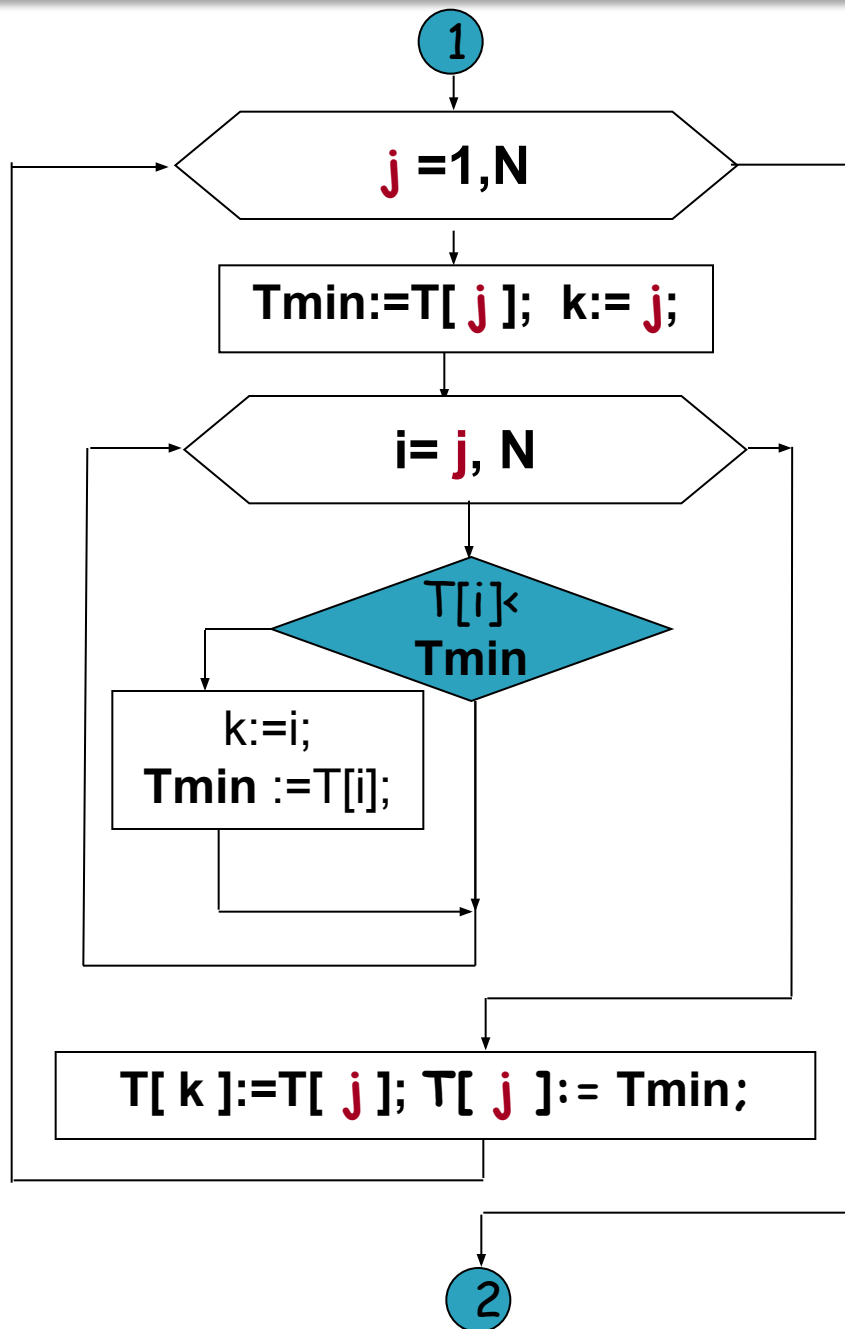 1
j =1,N
Tmin:=T[ j ]; k:= j;
i= j, N
T[i]<
Tmin
k:=i;
Tmin :=T[i];
T[ k ]:=T[ j ]; T[ j ]:= Tmin;
2